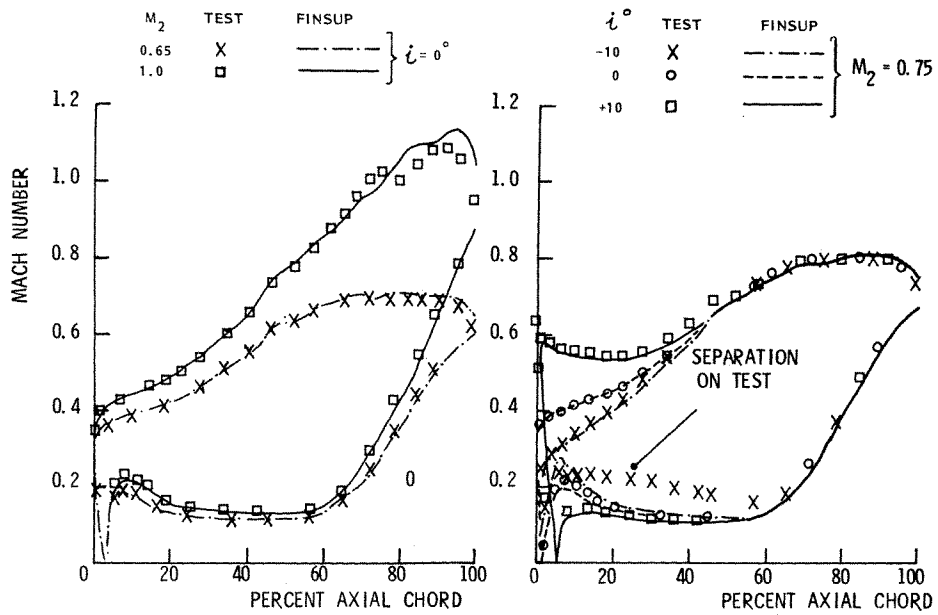 M2 TEST FINSUP
0.65 X
1.0
i = 0°
i° TEST FINSUP
-10 X
0
+10
M2 = 0.75
MACH NUMBER
1.2
1.0
0.8
0.6
0.4
0.2
0 20 40 60 80 100
PERCENT AXIAL CHORD
0
1.2
1.0
0.8
0.6
0.4
0.2
SEPARATION
ON TEST
0 20 40 60 80 100
PERCENT AXIAL CHORD